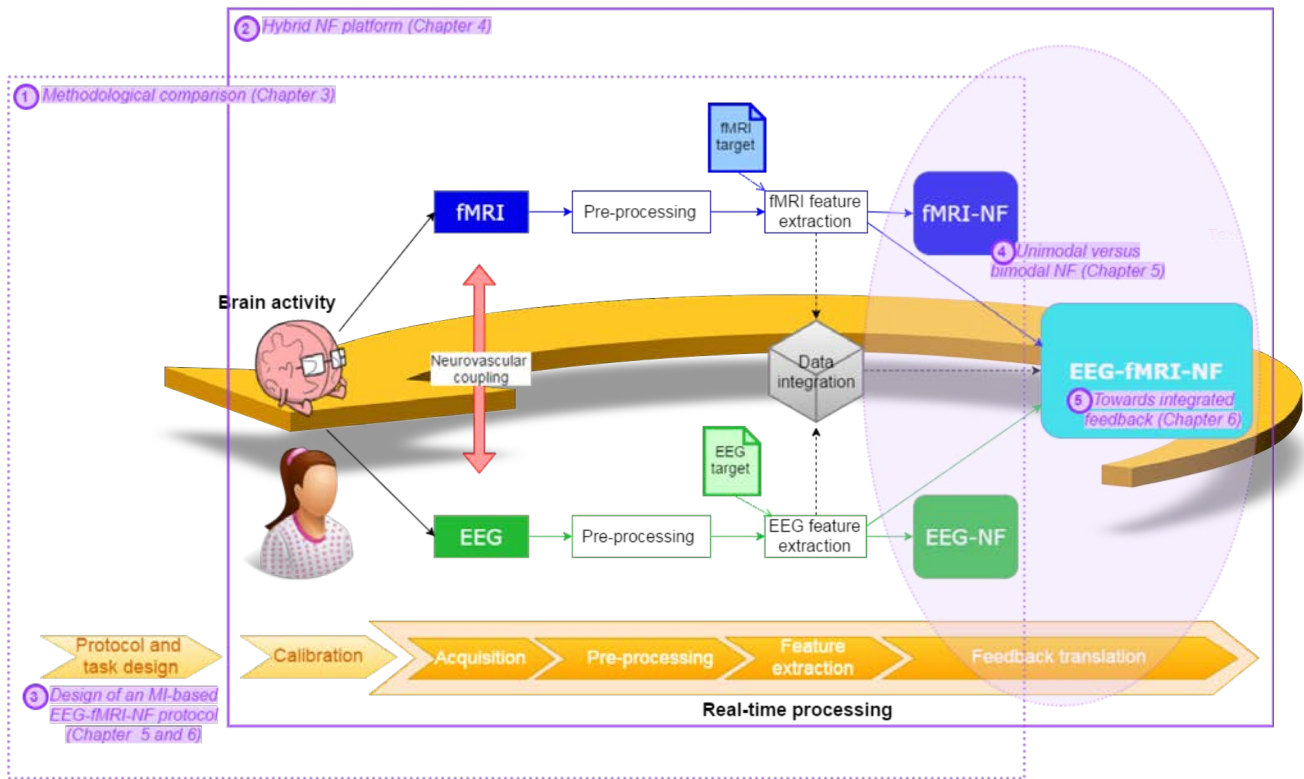 2 Hybrid NF platform (Chapter 4)
1 Methodological comparison (Chapter 3)
fMRI
target
fMRI
Pre-processing
fMRI feature
extraction
fMRI-NF
4 Unimodal versus
bimodal NF (Chapter 5)
Brain activity
Neurovascular
coupling
Data
integration
EEG-fMRI-NF
5 Towards integrated
feedback (Chapter 6)
EEG
target
EEG
Pre-processing
EEG feature
extraction
EEG-NF
Protocol and
task design
Calibration
Acquisition
Pre-processing
Feature
extraction
Feedback translation
3 Design of an MI-based
EEG-fMRI-NF protocol
(Chapter 5 and 6)
Real-time processing